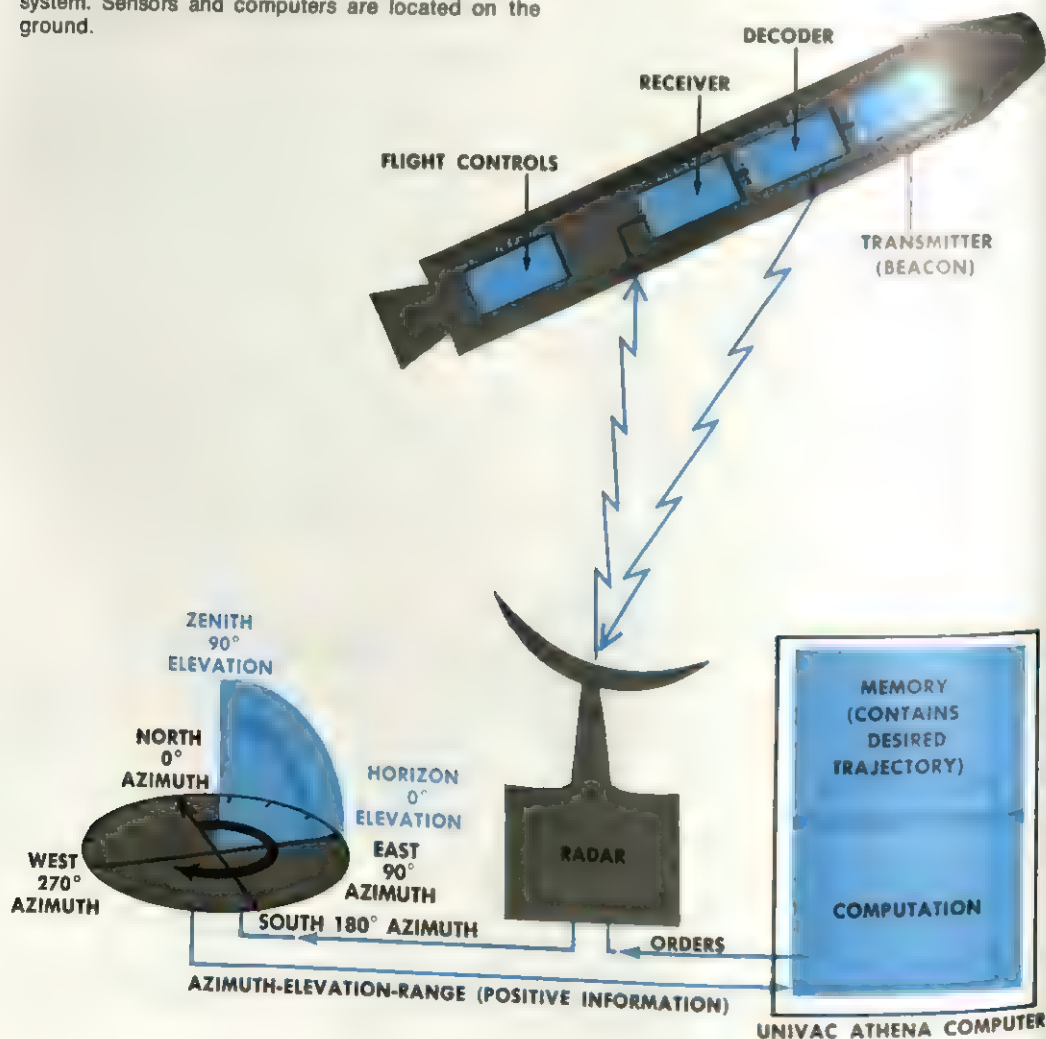 system. Sensors and computers are located on the
ground.
DECODER
RECEIVER
FLIGHT CONTROLS
TRANSMITTER
(BEACON)
ZENITH
90°
ELEVATION
NORTH
0°
AZIMUTH
HORIZON
0°
ELEVATION
WEST
270°
AZIMUTH
EAST
90°
AZIMUTH
SOUTH 180° AZIMUTH
RADAR
ORDERS
MEMORY
(CONTAINS
DESIRED
TRAJECTORY)
COMPUTATION
AZIMUTH-ELEVATION-RANGE (POSITIVE INFORMATION)
UNIVAC ATHENA COMPUTER